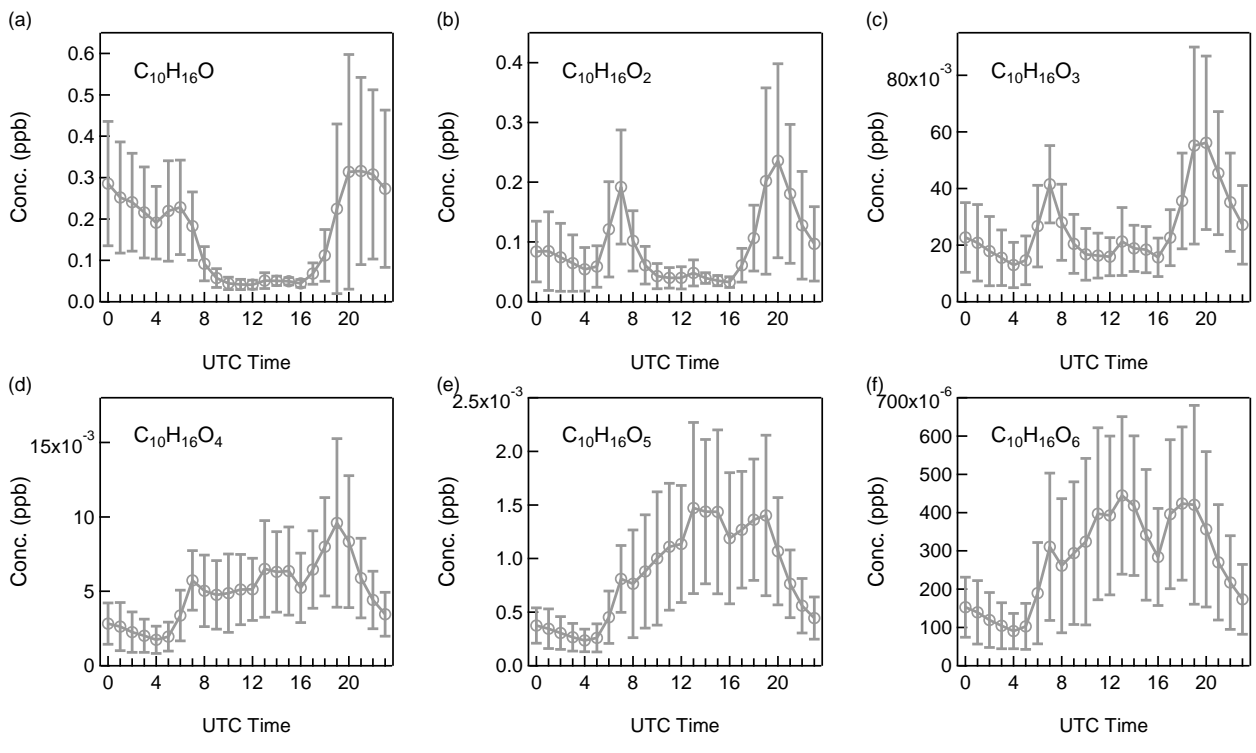 (a)
C10H16O
Conc. (ppb)
0.6
0.5
0.4
0.3
0.2
0.1
0.0
0 4 8 12 16 20
UTC Time
(b)
C10H16O2
Conc. (ppb)
0.4
0.3
0.2
0.1
0.0
0 4 8 12 16 20
UTC Time
(c)
C10H16O3
Conc. (ppb)
80x10-3
60
40
20
0
0 4 8 12 16 20
UTC Time
(d)
C10H16O4
Conc. (ppb)
15x10-3
10
5
0
0 4 8 12 16 20
UTC Time
(e)
C10H16O5
Conc. (ppb)
2.5x10-3
2.0
1.5
1.0
0.5
0.0
0 4 8 12 16 20
UTC Time
(f)
C10H16O6
Conc. (ppb)
700x10-6
600
500
400
300
200
100
0
0 4 8 12 16 20
UTC Time